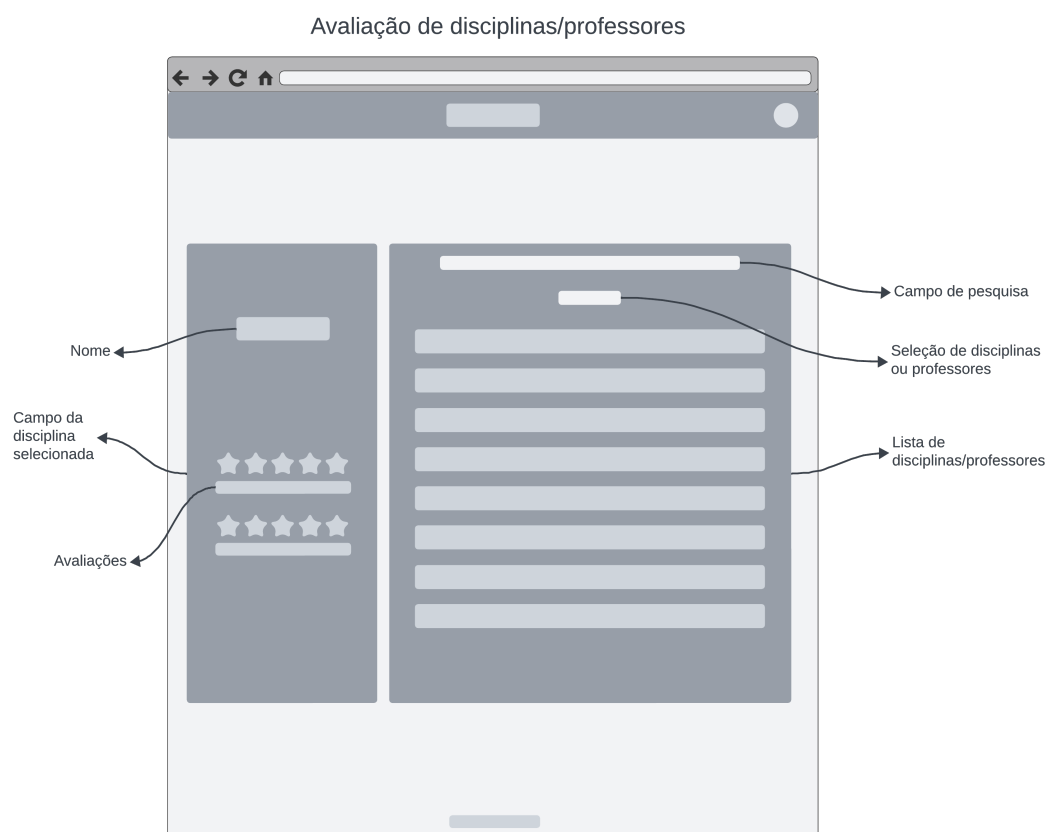 Avaliação de disciplinas/professores
Campo de pesquisa
Nome
Seleção de disciplinas
ou professores
Campo da
disciplina
selecionada
Lista de
disciplinas/professores
Avaliações